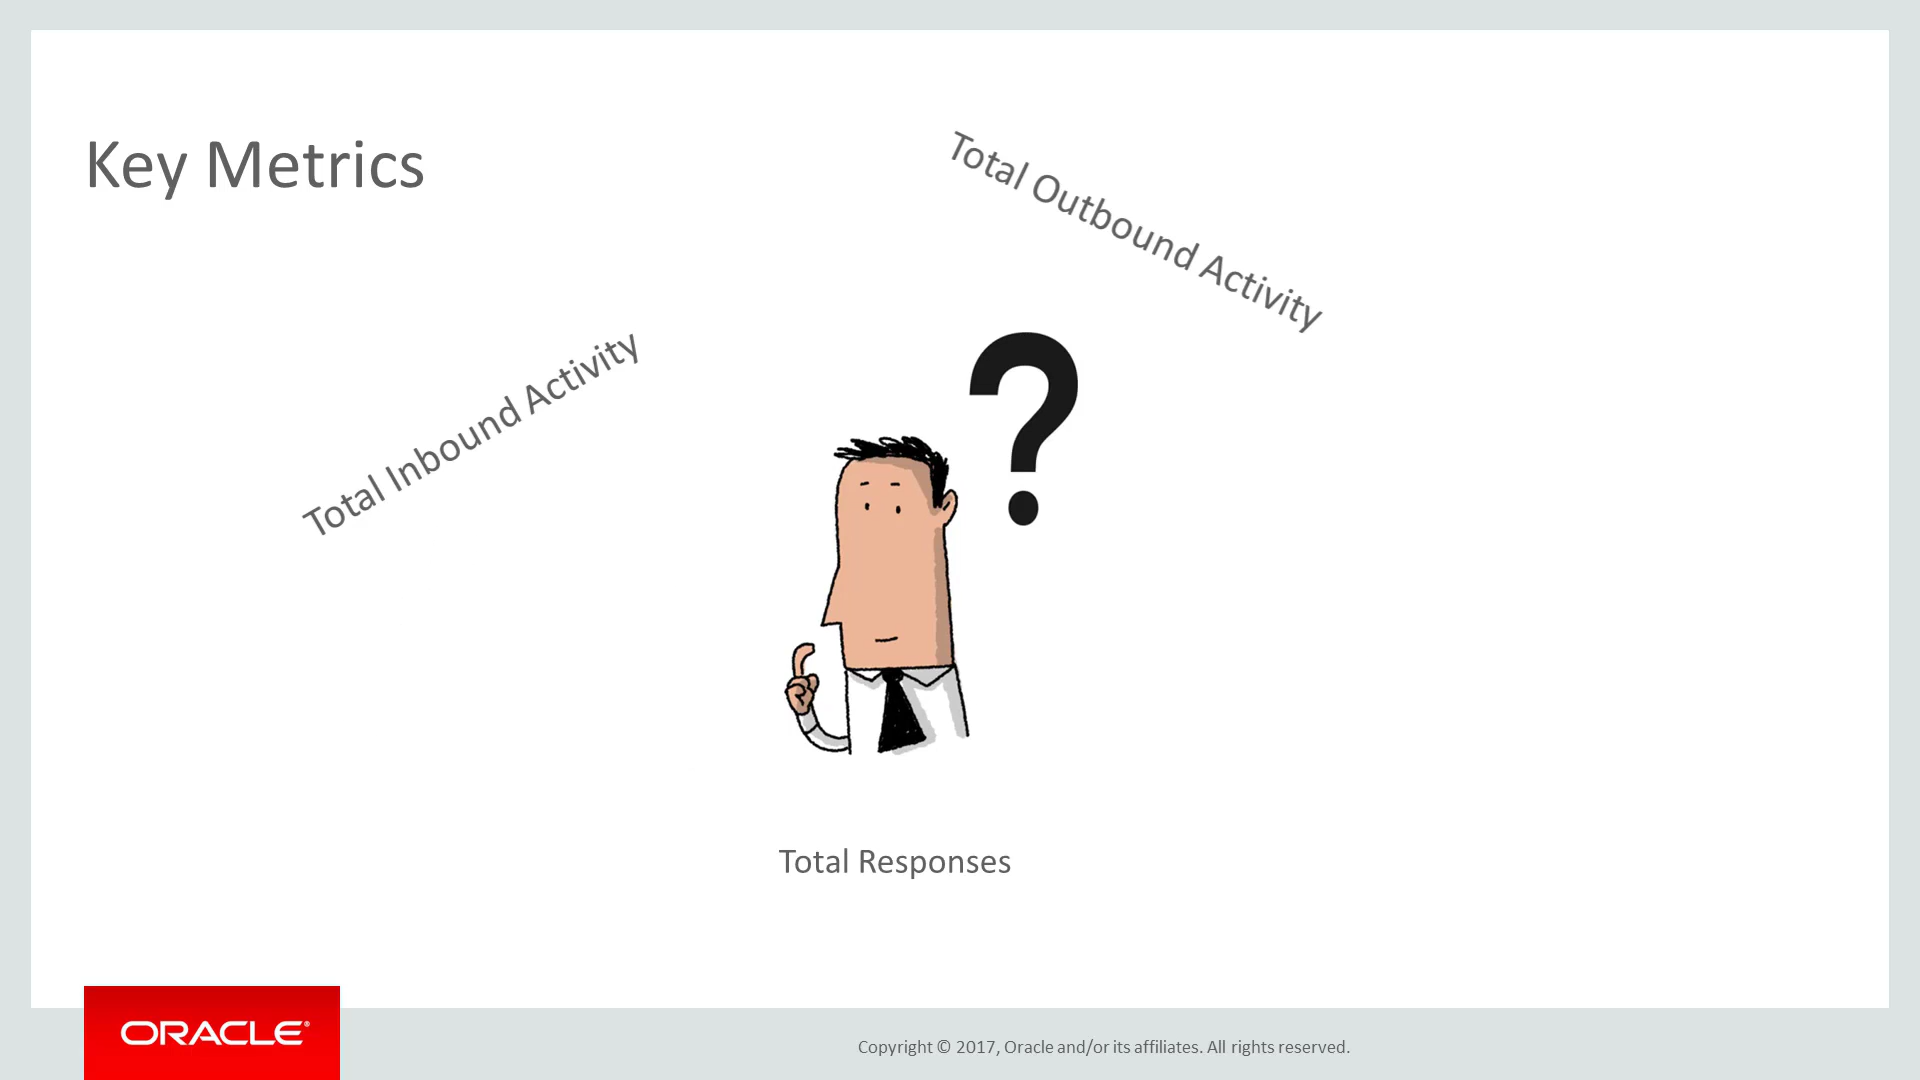 Key Metrics
Total Outbound Activity
Total Inbound Activity
?
Total Responses
ORACLE®
Copyright © 2017, Oracle and/or its affiliates. All rights reserved.